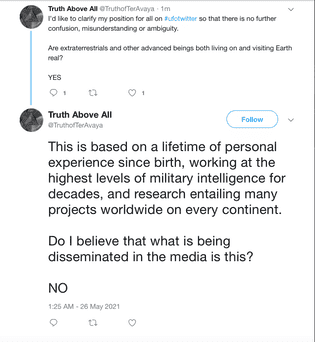 Truth Above All @TruthofTerAvaya · 1m
I'd like to clarify my position for all on #ufotwitter so that there is no further
confusion, misunderstanding or ambiguity.
Are extraterrestrials and other advanced beings both living on and visiting Earth
real?
YES
1 1
Truth Above All
@TruthofTerAvaya
Follow
This is based on a lifetime of personal
experience since birth, working at the
highest levels of military intelligence for
decades, and research entailing many
projects worldwide on every continent.
Do I believe that what is being
disseminated in the media is this?
NO
1:25 AM - 26 May 2021